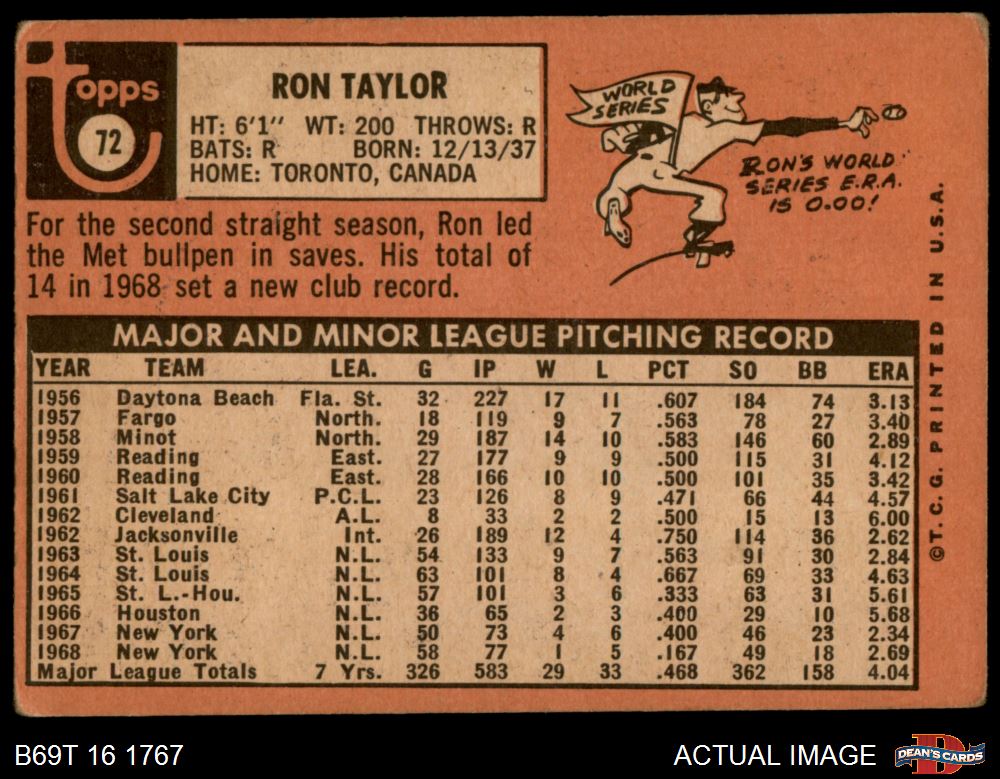 topps
72
RON TAYLOR
HT: 6'1" WT: 200 THROWS: R
BATS: R BORN: 12/13/37
HOME: TORONTO, CANADA
WORLD
SERIES
RON'S WORLD
SERIES E.R.A.
IS 0.00!
For the second straight season, Ron led
the Met bullpen in saves. His total of
14 in 1968 set a new club record.
MAJOR AND MINOR LEAGUE PITCHING RECORD
YEAR TEAM LEA. G IP W L PCT SO BB ERA
1956 Daytona Beach Fla. St. 32 227 17 11 .607 184 74 3.13
1957 Fargo North. 18 119 9 7 .563 78 27 3.40
1958 Minot North. 29 187 14 10 .583 146 60 2.89
1959 Reading East. 27 177 9 9 .500 115 31 4.12
1960 Reading East. 28 166 10 10 .500 101 35 3.42
1961 Salt Lake City P.C.L. 23 126 8 9 .471 66 44 4.57
1962 Cleveland A.L. 8 33 2 2 .500 15 13 6.00
1962 Jacksonville Int. 26 189 12 4 .750 114 36 2.62
1963 St. Louis N.L. 54 133 9 7 .563 91 30 2.84
1964 St. Louis N.L. 63 101 8 4 .667 69 33 4.63
1965 St. L.-Hou. N.L. 57 101 3 6 .333 63 31 5.61
1966 Houston N.L. 36 65 2 3 .400 29 10 5.68
1967 New York N.L. 50 73 4 6 .400 46 23 2.34
1968 New York N.L. 58 77 1 5 .167 49 18 2.69
Major League Totals 7 Yrs. 326 583 29 33 .468 362 158 4.04
©T.C.G. PRINTED IN U.S.A.
B69T 16 1767
ACTUAL IMAGE
DEAN'S CARDS